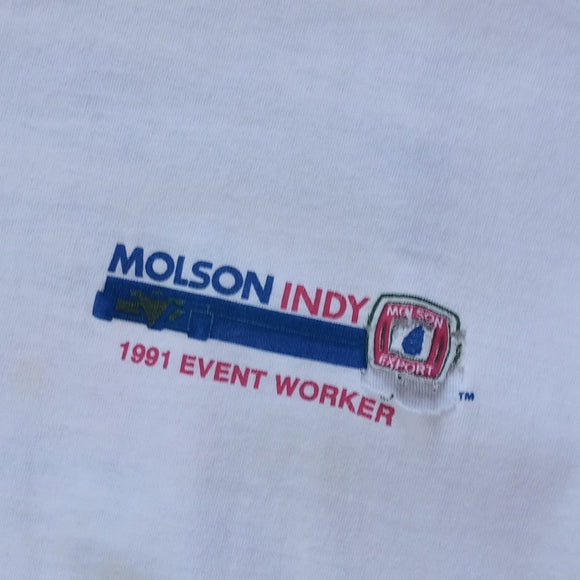 MOLSON INDY
MOLSON
EXPORT
™
1991 EVENT WORKER